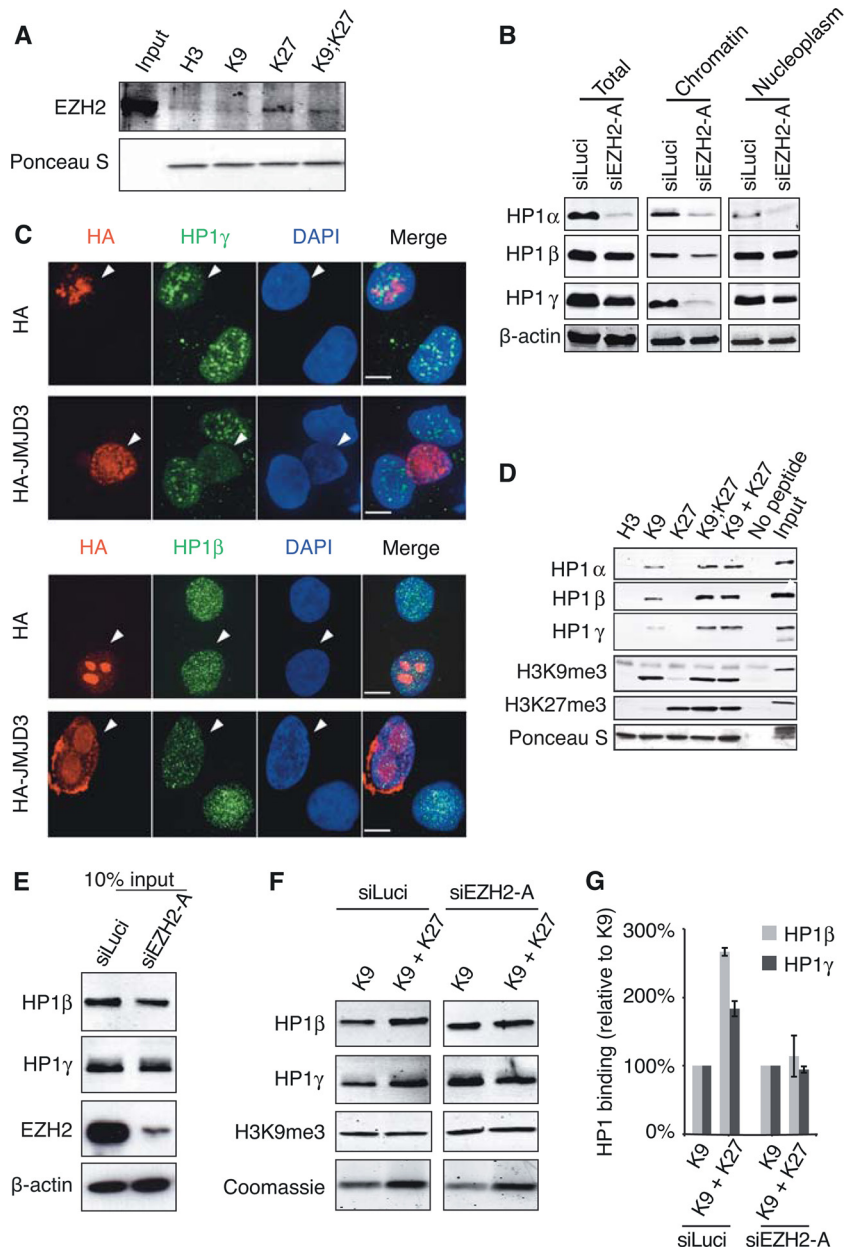 A
Input
H3
K9
K27
K9;K27
EZH2
Ponceau S
B
Total
Chromatin
Nucleoplasm
siLuci
siEZH2-A
siLuci
siEZH2-A
siLuci
siEZH2-A
HP1α
HP1β
HP1γ
β-actin
C
HA
HP1γ
DAPI
Merge
HA
HA-JMJD3
HA
HP1β
DAPI
Merge
HA
HA-JMJD3
D
H3
K9
K27
K9;K27
K9 + K27
No peptide
Input
HP1α
HP1β
HP1γ
H3K9me3
H3K27me3
Ponceau S
E
10% input
siLuci
siEZH2-A
HP1β
HP1γ
EZH2
β-actin
F
siLuci
siEZH2-A
K9
K9 + K27
K9
K9 + K27
HP1β
HP1γ
H3K9me3
Coomassie
G
HP1 binding (relative to K9)
300%
200%
100%
0%
HP1β
HP1γ
K9
K9 + K27
K9
K9 + K27
siLuci
siEZH2-A